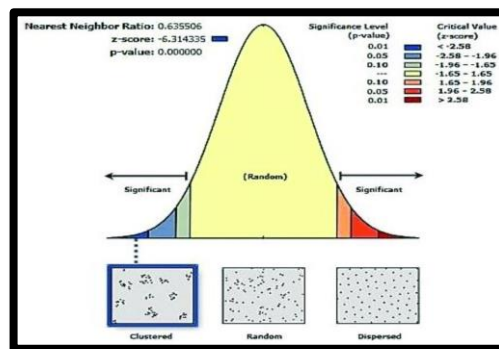 Nearest Neighbor Ratio: 0.635506
z-score: -6.314335
p-value: 0.000000
Significance Level
(p-value)
Critical Value
(z-score)
0.01 < -2.58
0.05 -2.58 - -1.96
0.10 -1.96 - -1.65
--- -1.65 - 1.65
0.10 1.65 - 1.96
0.05 1.96 - 2.58
0.01 > 2.58
Significant
(Random)
Significant
Clustered
Random
Dispersed